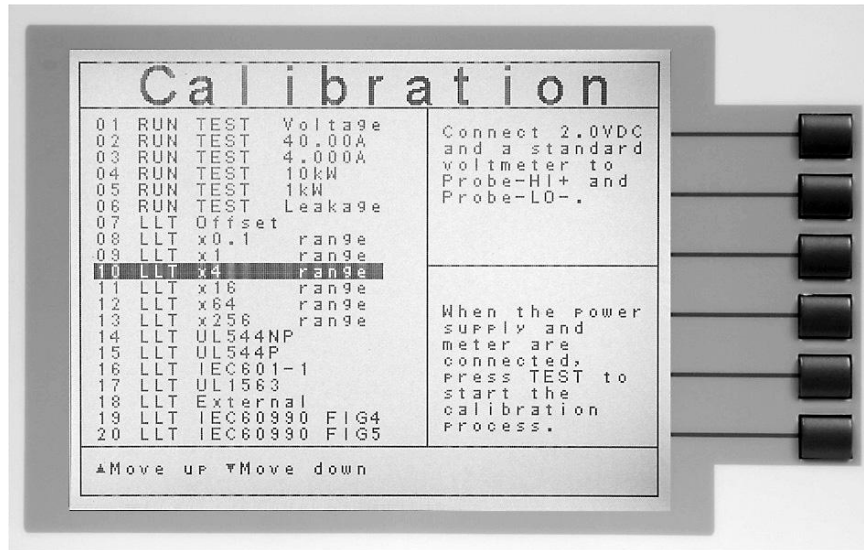 Calibration
01 RUN TEST Voltage
02 RUN TEST 40.00A
03 RUN TEST 4.000A
04 RUN TEST 10kW
05 RUN TEST 1kW
06 RUN TEST Leakage
07 LLT Offset
08 LLT x0.1 range
09 LLT x1 range
10 LLT x4 range
11 LLT x16 range
12 LLT x64 range
13 LLT x256 range
14 LLT UL544NP
15 LLT UL544P
16 LLT IEC601-1
17 LLT UL1563
18 LLT External
19 LLT IEC60990 FIG4
20 LLT IEC60990 FIG5
Connect 2.0VDC
and a standard
voltmeter to
Probe-HI+ and
Probe-LO-.
When the power
supply and
meter are
connected,
press TEST to
start the
calibration
process.
▲Move up ▼Move down